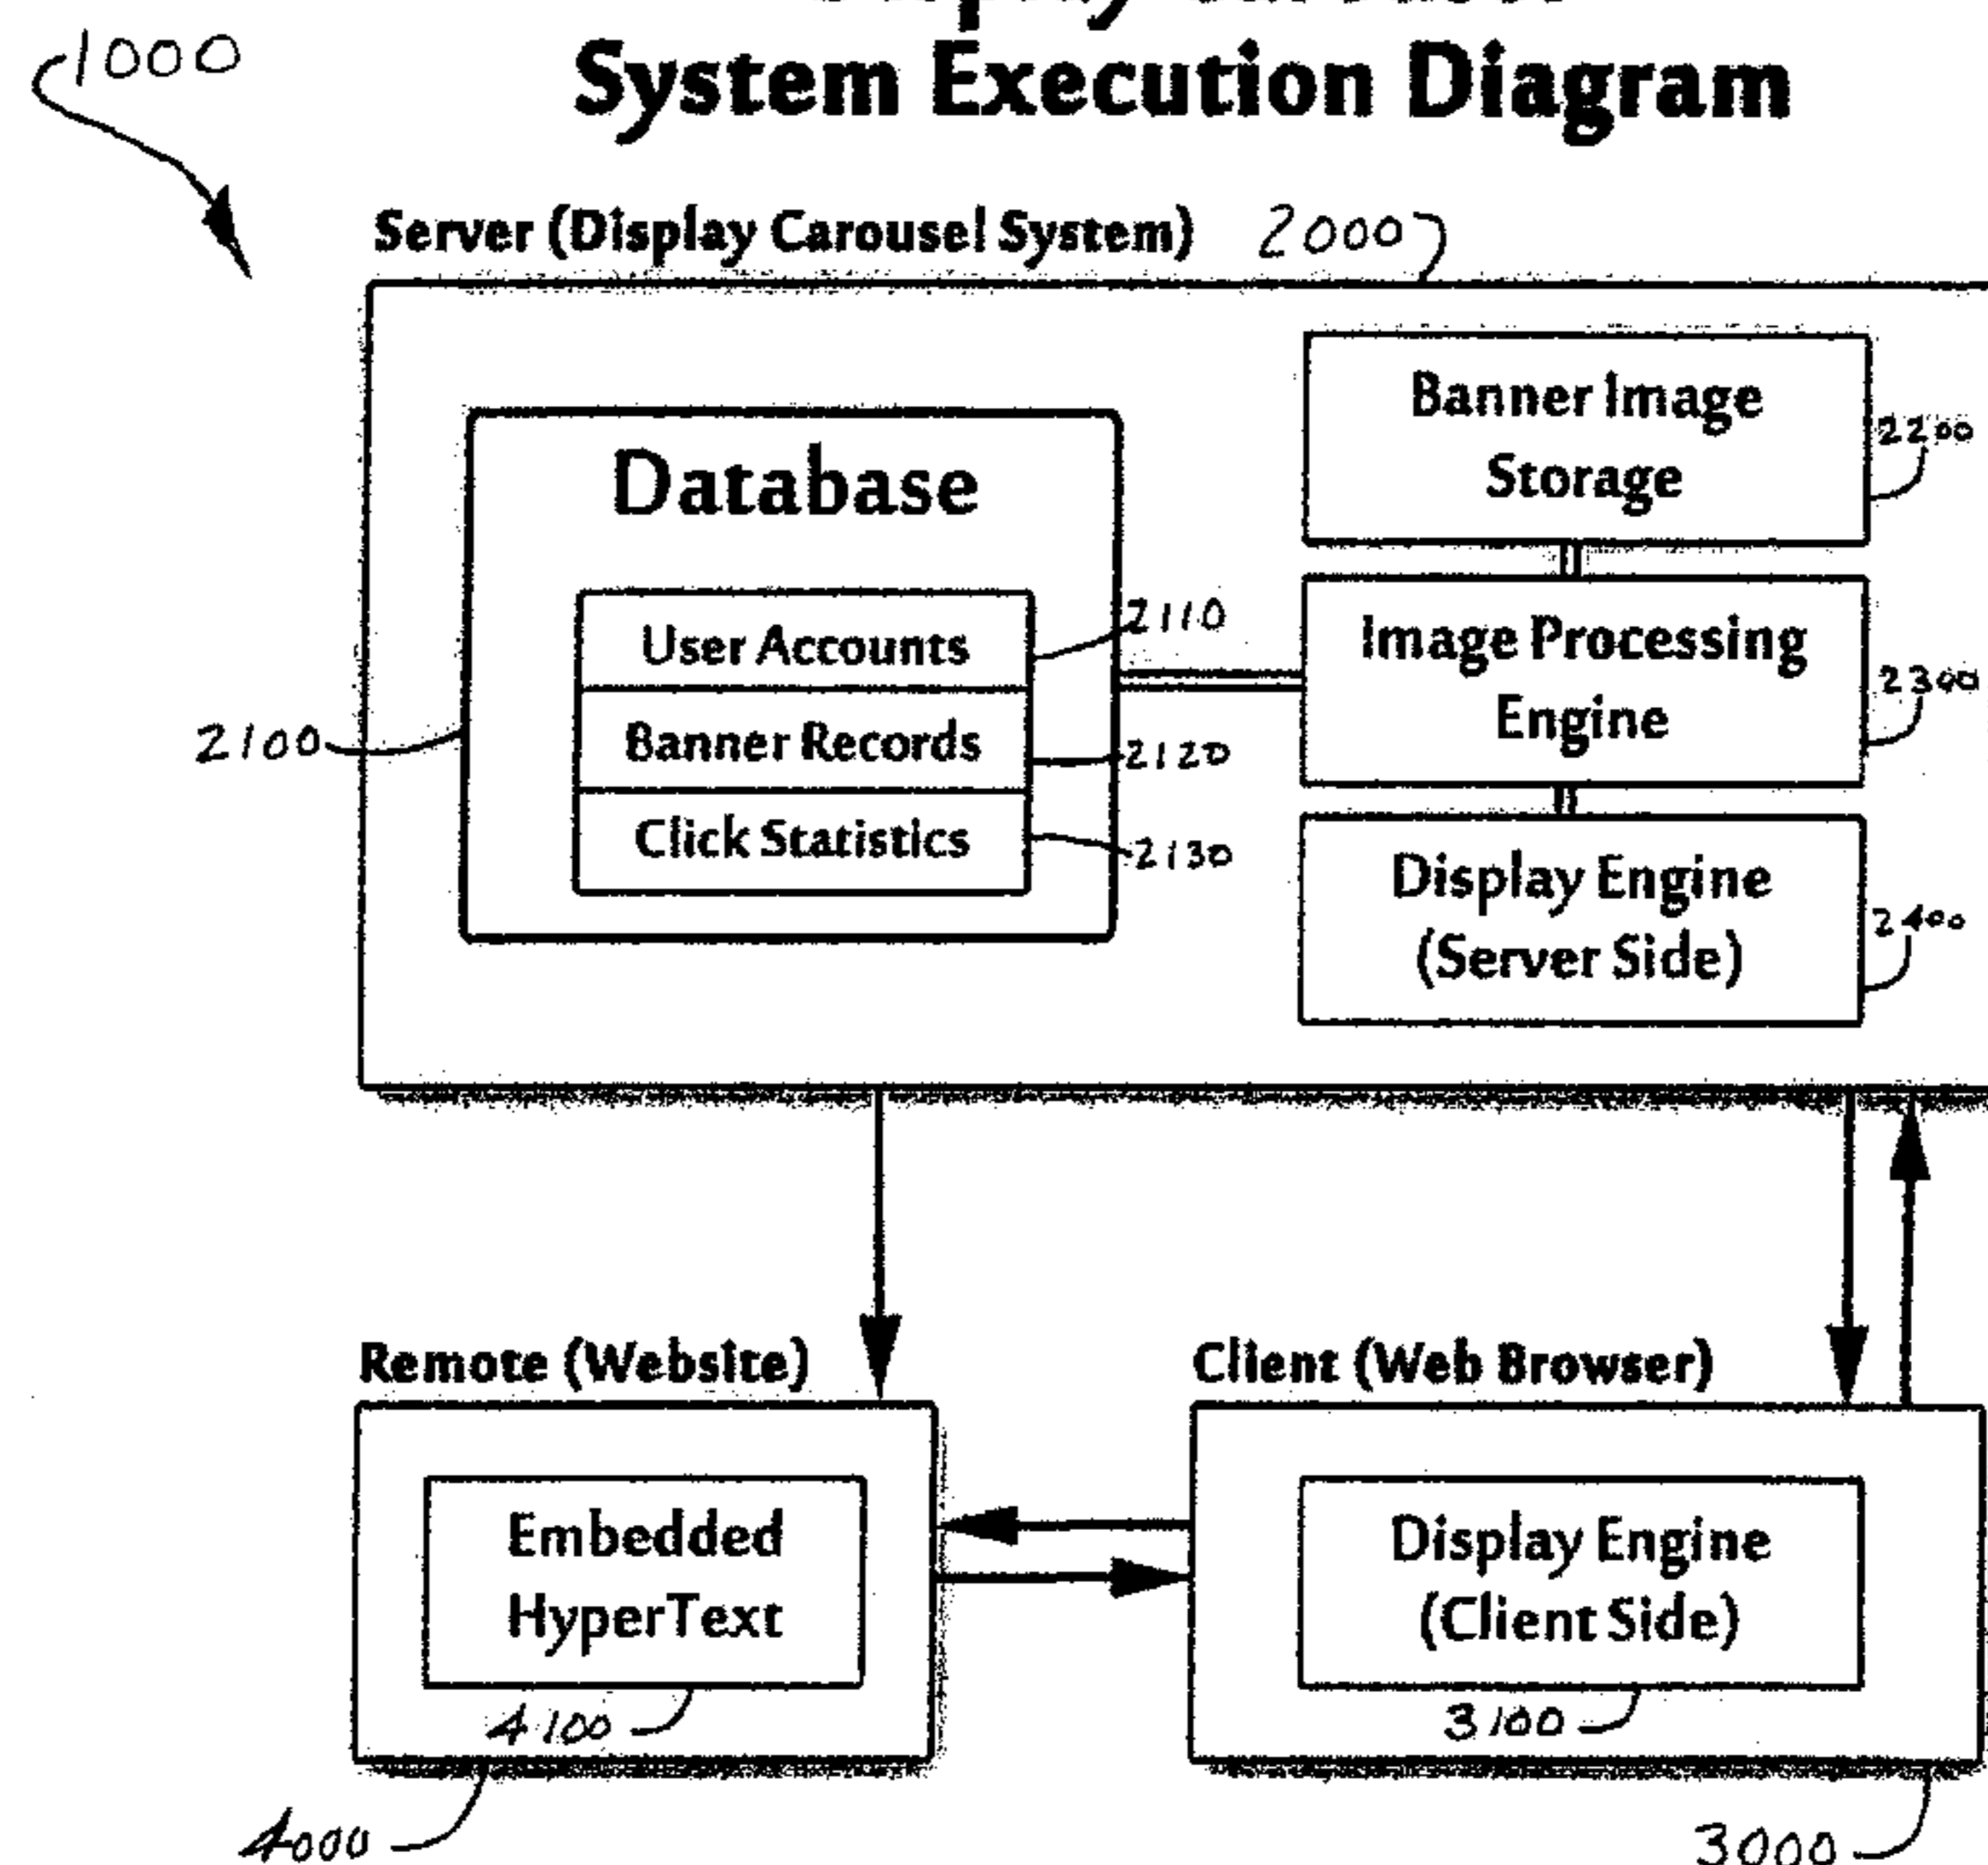 1000
System Execution Diagram
Server (Display Carousel System) 2000
Banner Image
Storage
2200
Database
User Accounts
2110
Image Processing
Engine
2300
2100
Banner Records
2120
Click Statistics
2130
Display Engine
(Server Side)
2400
Remote (Website)
Client (Web Browser)
Embedded
HyperText
4100
Display Engine
(Client Side)
3100
4000
3000